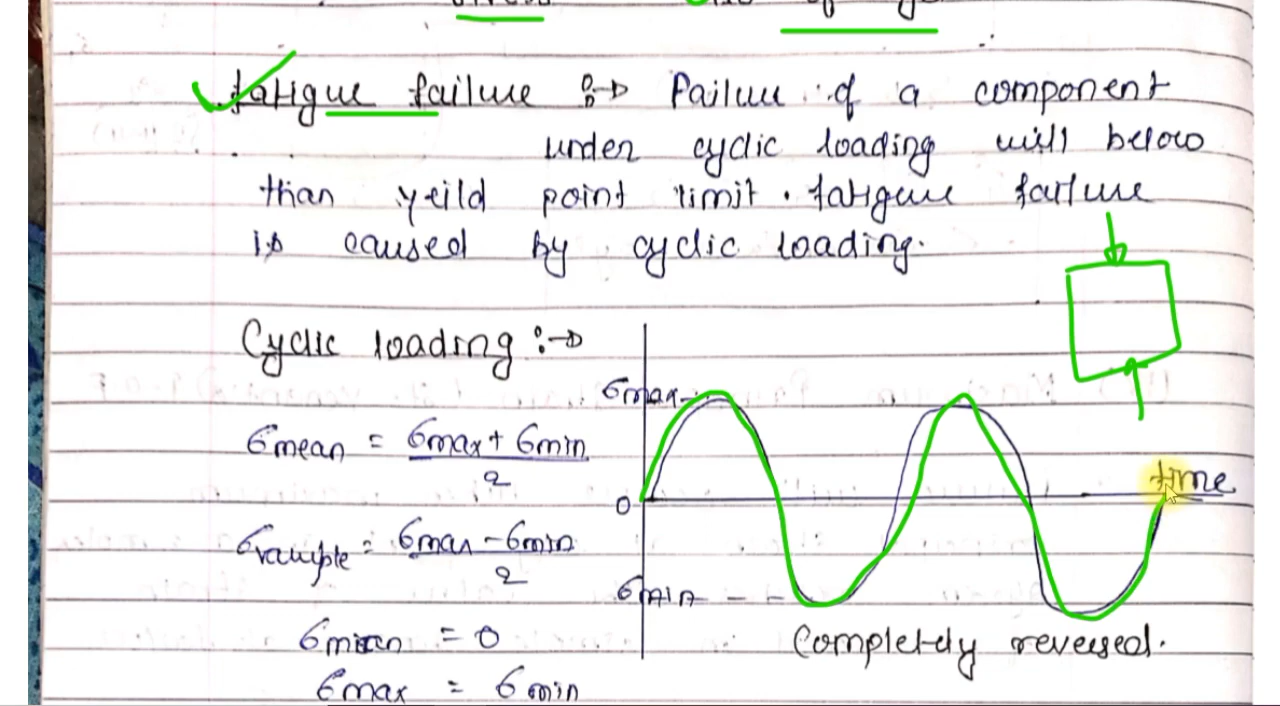 fatigue failure :→ Failure of a component
under cyclic loading will below
than yeild point limit. fatigue failure
is caused by cyclic loading.
Cyclic loading :→
σmax
σmean = σmax + σmin / 2
time
0
= σmax - σmin / 2
σmin
= 0
Completely reversed.
σmax = σmin